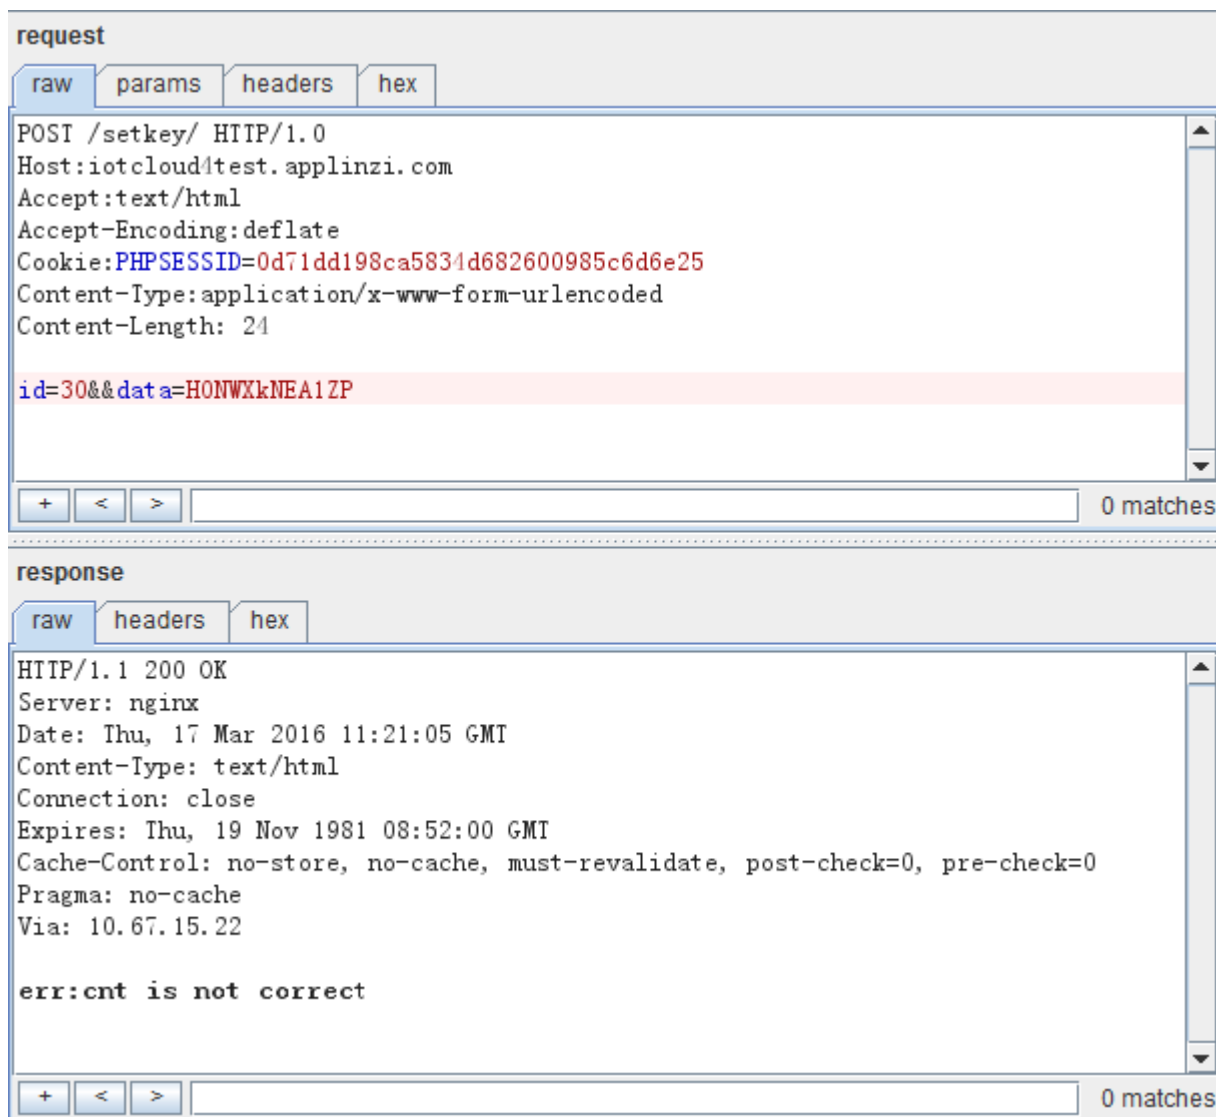 request
raw params headers hex
POST /setkey/ HTTP/1.0
Host:iotcloud4test.applinzi.com
Accept:text/html
Accept-Encoding:deflate
Cookie:PHPSESSID=0d71dd198ca5834d682600985c6d6e25
Content-Type:application/x-www-form-urlencoded
Content-Length: 24
id=30&&data=H0NWXkNEA1ZP
+ < > 0 matches
response
raw headers hex
HTTP/1.1 200 OK
Server: nginx
Date: Thu, 17 Mar 2016 11:21:05 GMT
Content-Type: text/html
Connection: close
Expires: Thu, 19 Nov 1981 08:52:00 GMT
Cache-Control: no-store, no-cache, must-revalidate, post-check=0, pre-check=0
Pragma: no-cache
Via: 10.67.15.22
err:cnt is not correct
+ < > 0 matches